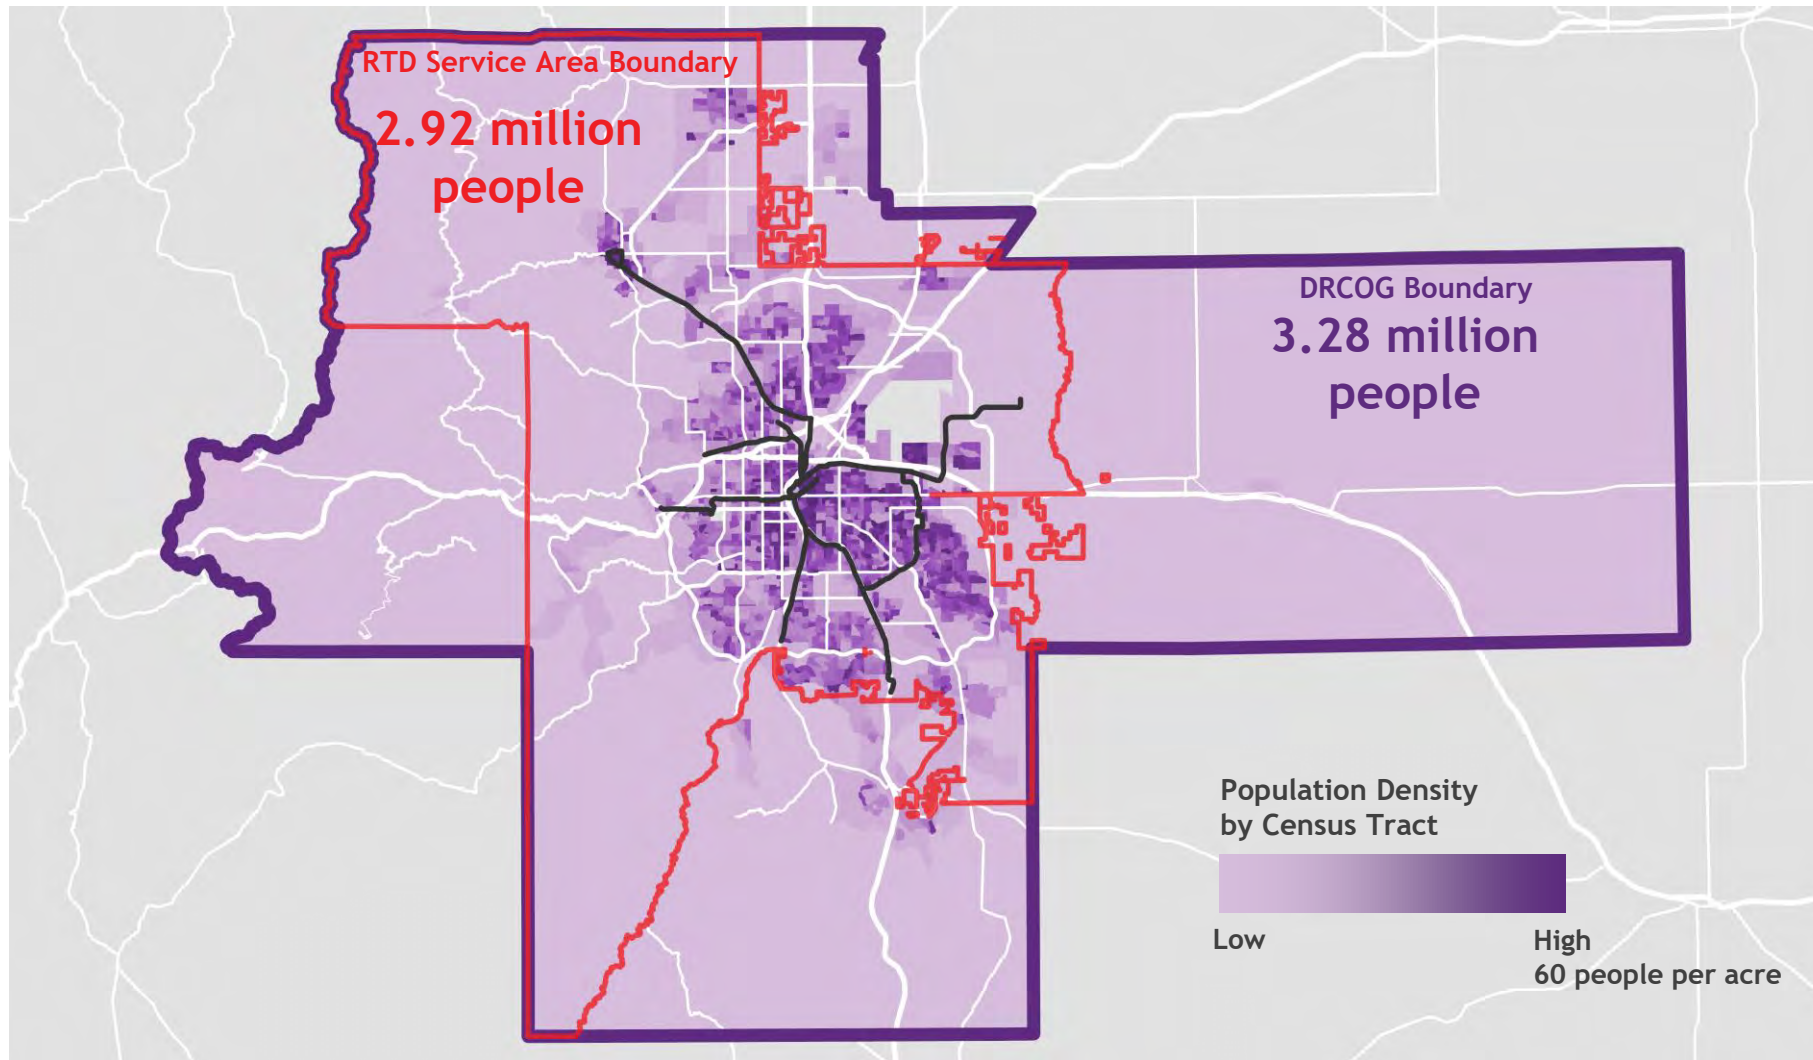 RTD Service Area Boundary
2.92 million
people
DRCOG Boundary
3.28 million
people
Population Density
by Census Tract
Low
High
60 people per acre